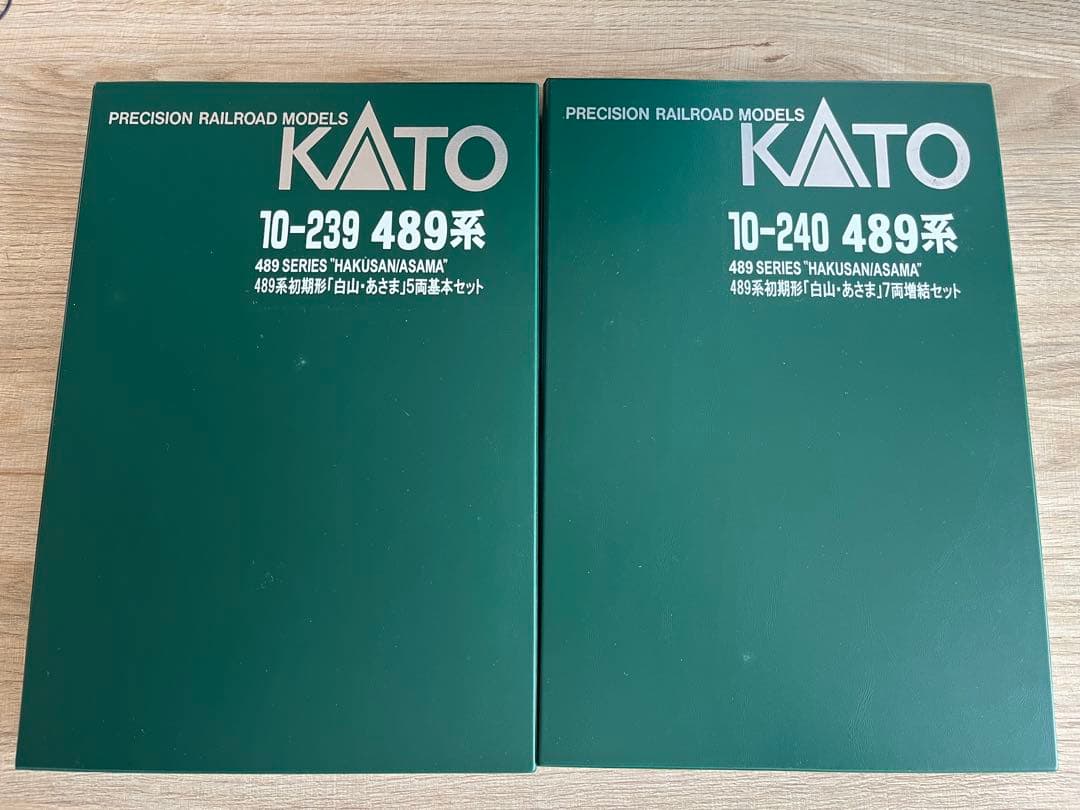 PRECISION RAILROAD MODELS
KATO
10-239 489系
489 SERIES "HAKUSAN/ASAMA"
489系初期形「白山・あさま」5両基本セット
PRECISION RAILROAD MODELS
KATO
10-240 489系
489 SERIES "HAKUSAN/ASAMA"
489系初期形「白山・あさま」7両増結セット